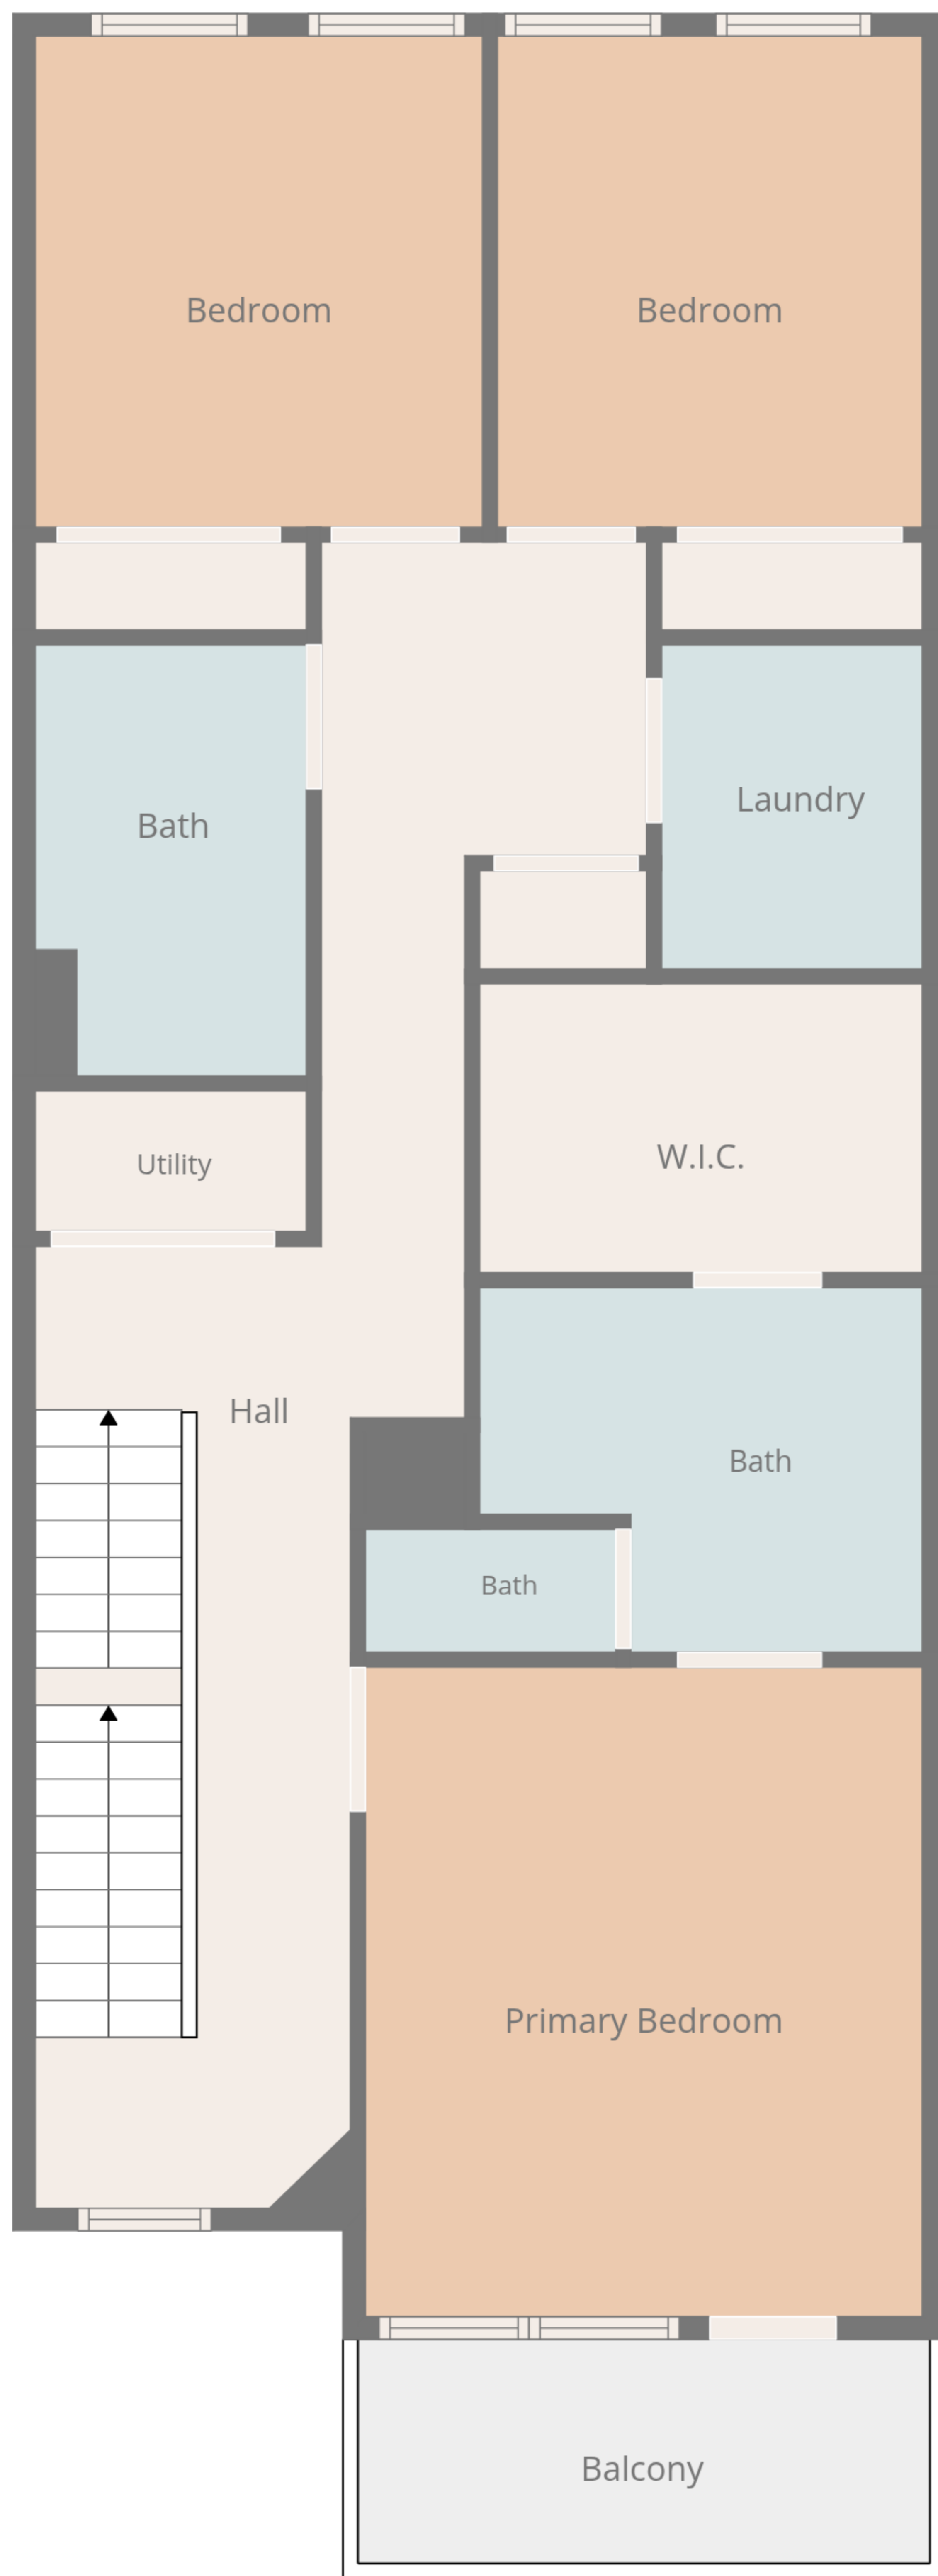 Bedroom
Bedroom
Bath
Laundry
Utility
W.I.C.
Hall
Bath
Bath
Primary Bedroom
Balcony